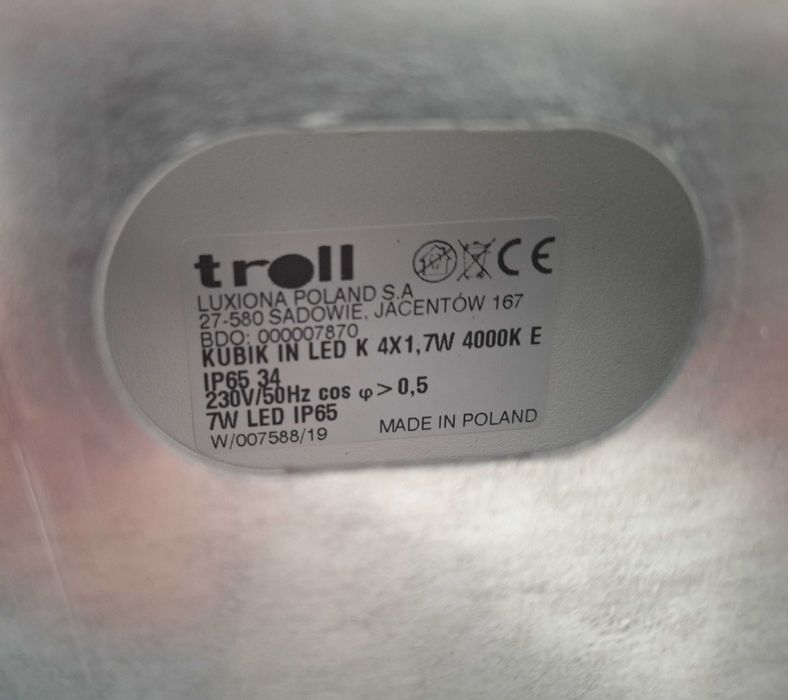 troll CE
LUXIONA POLAND S.A
27-580 SADOWIE, JACENTÓW 167
BDO: 000007870
KUBIK IN LED K 4X1,7W 4000K E
IP65 34
230V/50Hz cos φ > 0,5
7W LED IP65
W/007588/19 MADE IN POLAND